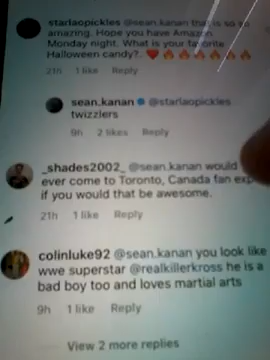 starlaopickles @sean.kanan that is so so
amazing. Hope you have Amazon
Monday night. What is your favorite
Halloween candy?. ❤️🔥🔥🔥🔥🔥🔥
21h 1 like Reply
sean.kanan @starlaopickles
twizzlers
9h 2 likes Reply
_shades2002_ @sean.kanan would
ever come to Toronto, Canada fan
if you would that be awesome.
21h 1 like Reply
colinluke92 @sean.kanan you look like
wwe superstar @realkillerkross he is a
bad boy too and loves martial arts
9h 1 like Reply
View 2 more replies